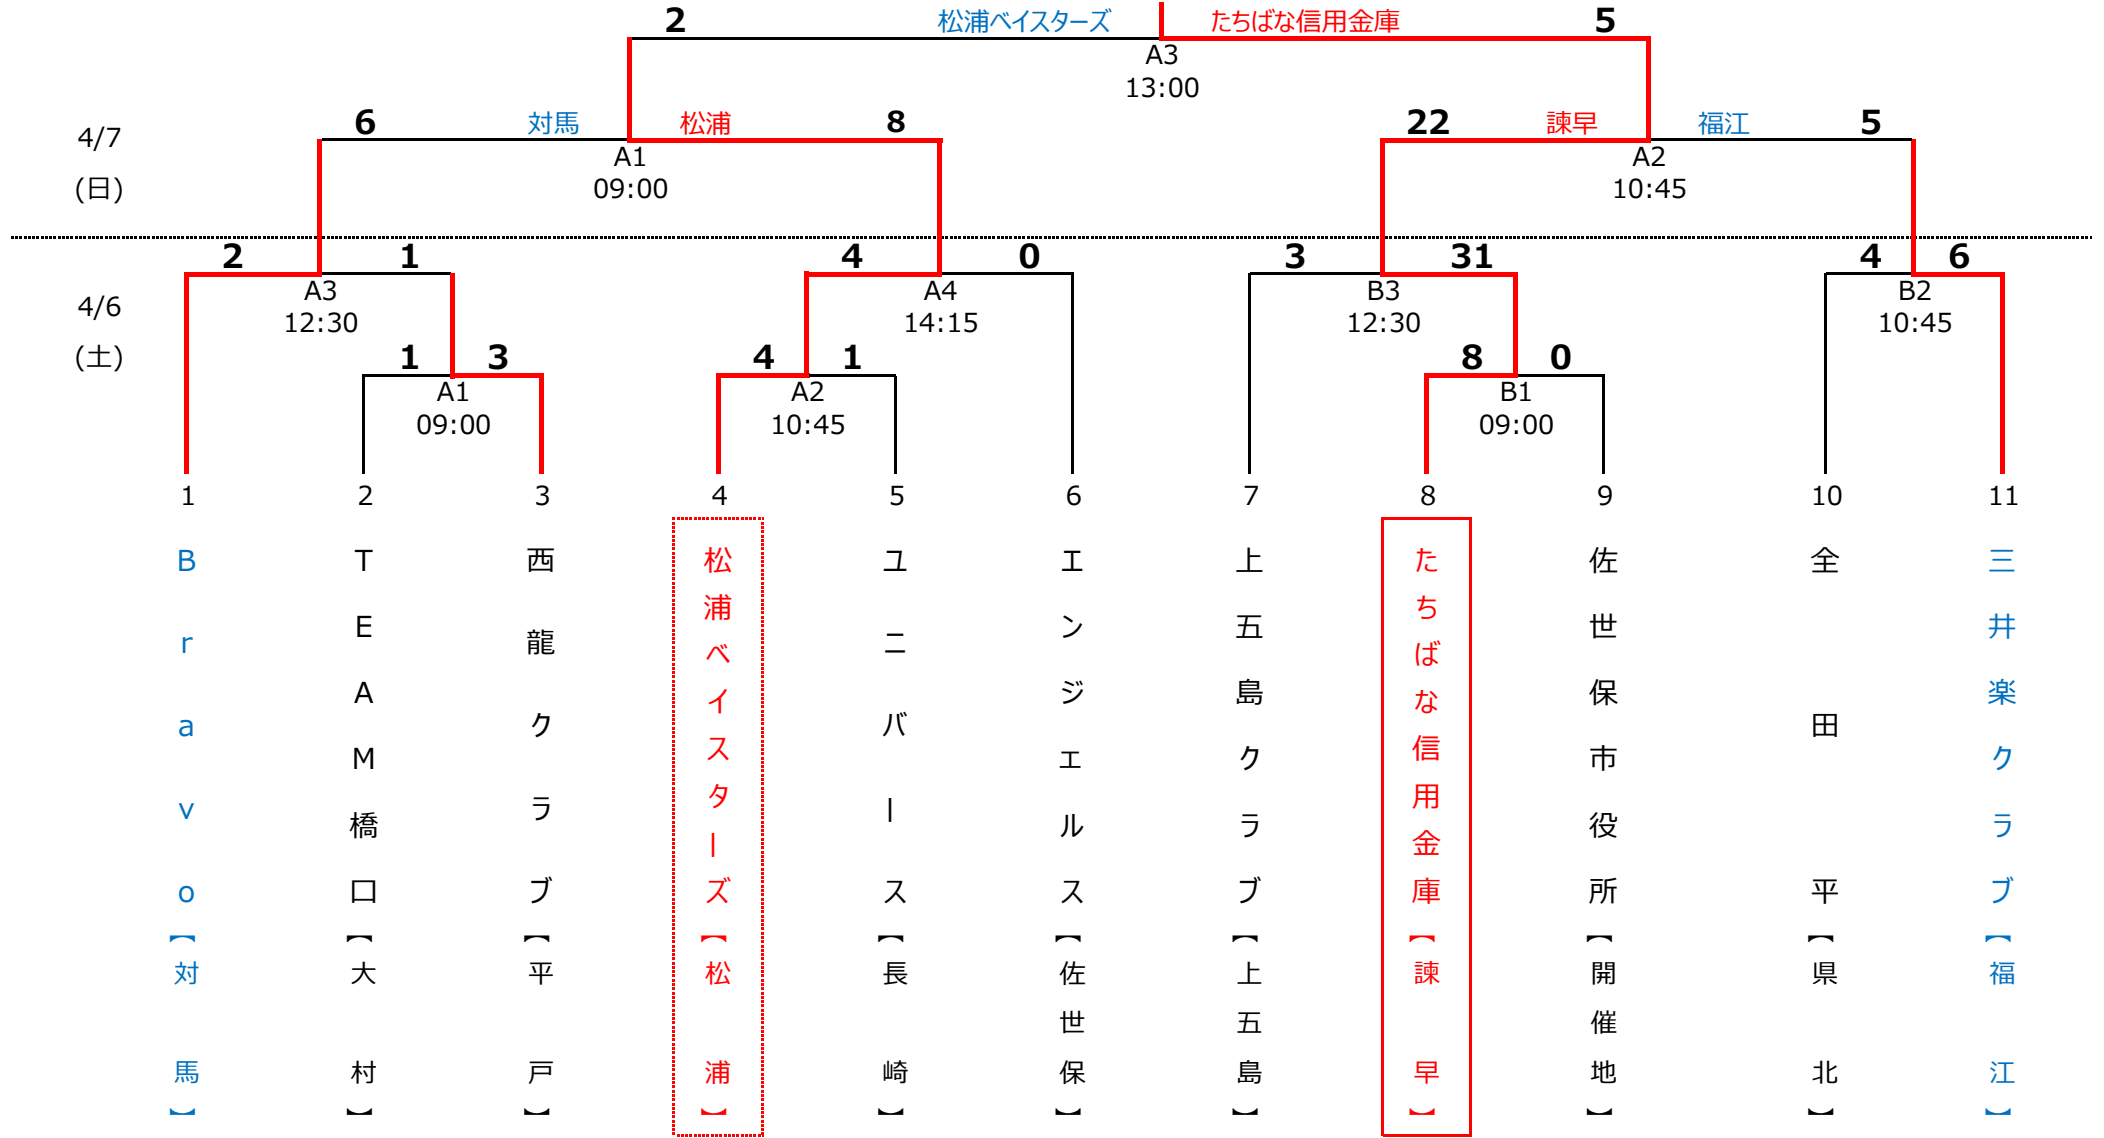 2 松浦ベイスターズ たちばな信用金庫 5
A3
13:00
4/7
(日)
6 対馬 松浦 8
A1
09:00
22 諫早 福江 5
A2
10:45
4/6
(土)
2 1
A3
12:30
4 0
A4
14:15
3 31
B3
12:30
4 6
B2
10:45
1 3
A1
09:00
4 1
A2
10:45
8 0
B1
09:00
1 2 3 4 5 6 7 8 9 10 11
Bravo【対馬】
TEAM橋口【大村】
西龍クラブ【平戸】
松浦ベイスターズ【松浦】
ユニバース【長崎】
エンジェルス【佐世保】
上五島クラブ【上五島】
たちばな信用金庫【諫早】
佐世保市役所【開催地】
全田平【県北】
三井楽クラブ【福江】